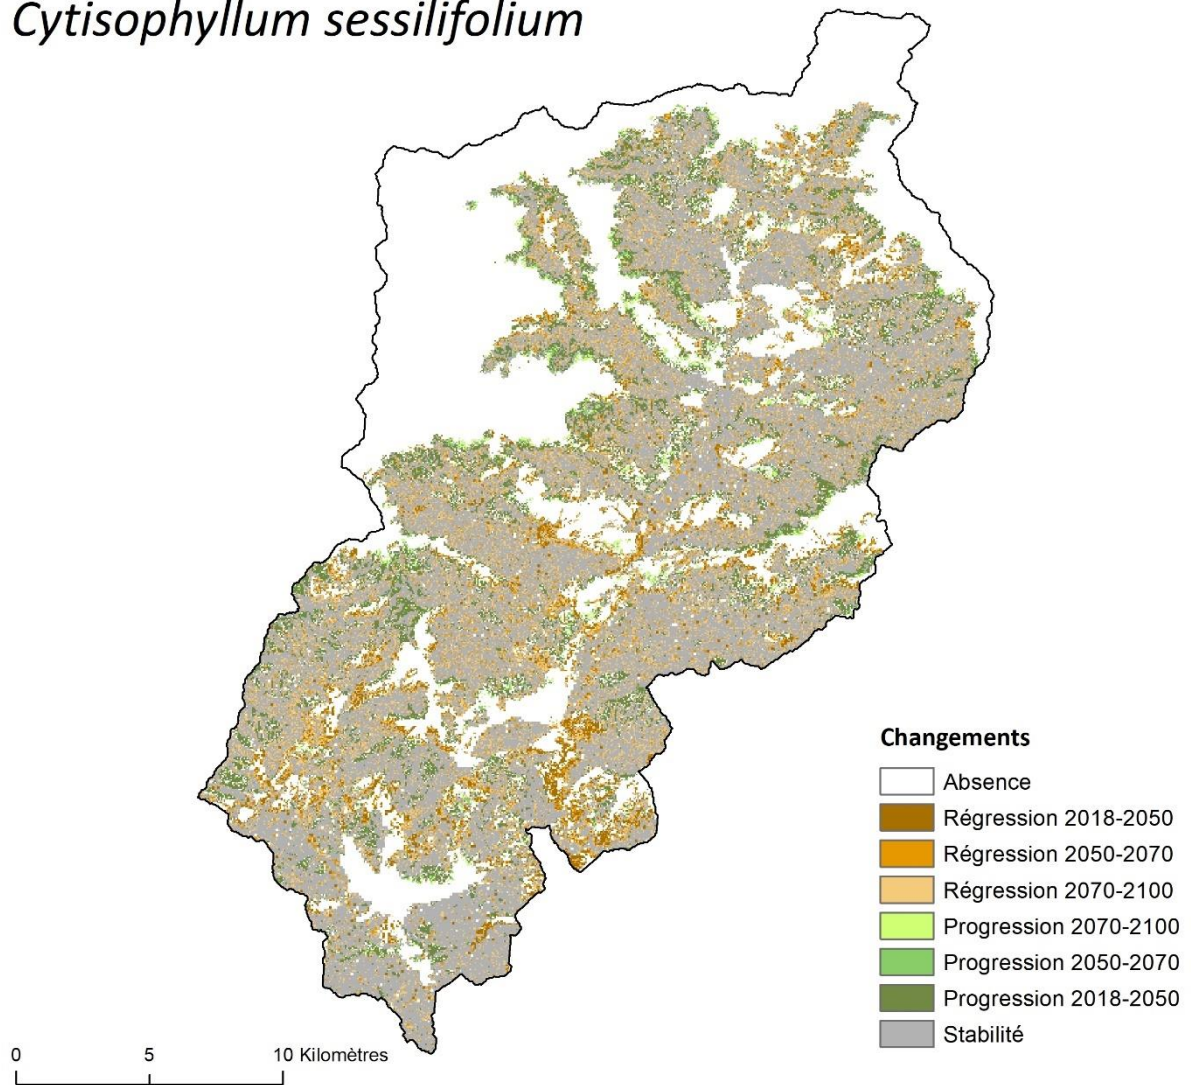 Cytisophyllum sessilifolium
Changements
Absence
Régression 2018-2050
Régression 2050-2070
Régression 2070-2100
Progression 2070-2100
Progression 2050-2070
Progression 2018-2050
Stabilité
0 5 10 Kilomètres